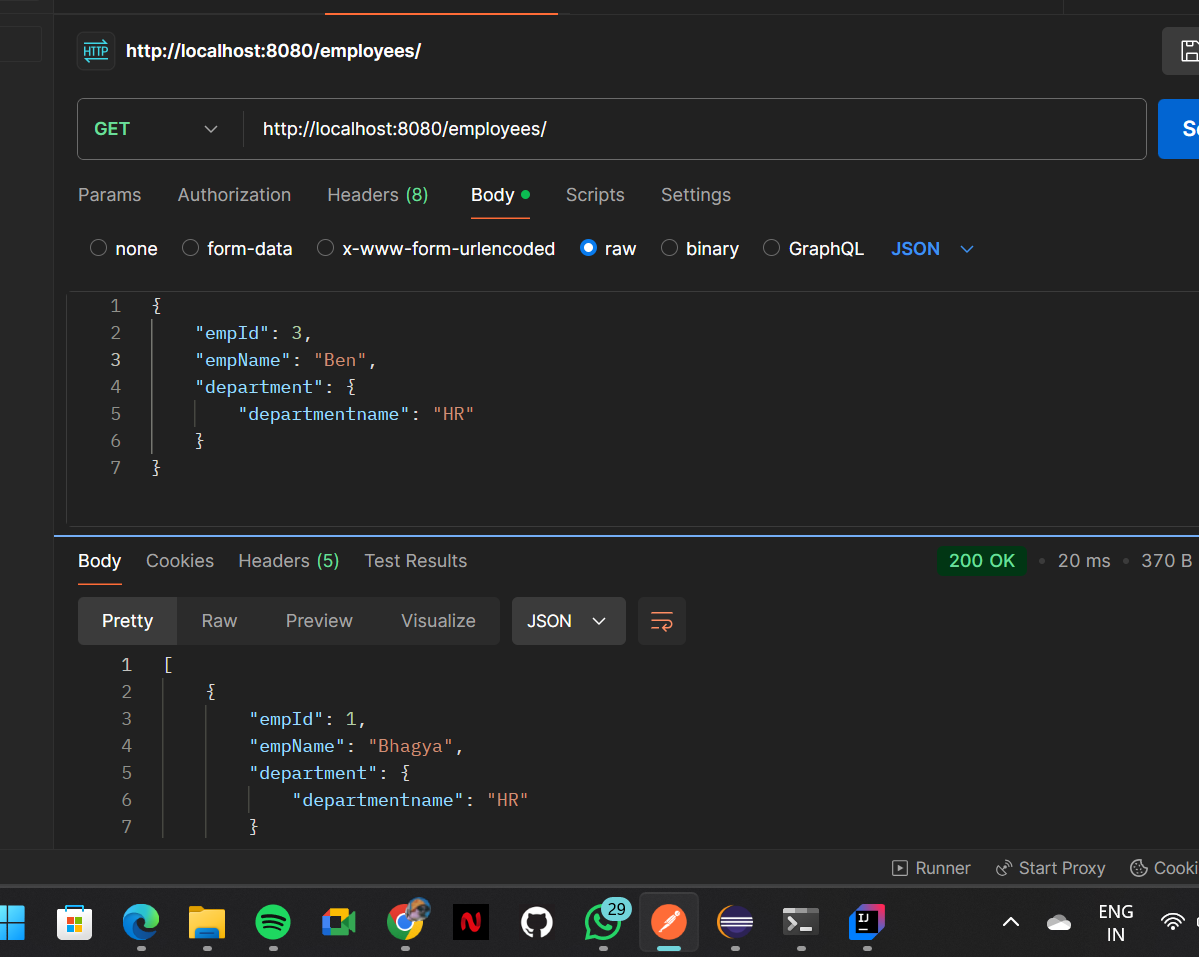 HTTP http://localhost:8080/employees/
GET http://localhost:8080/employees/
Params Authorization Headers (8) Body Scripts Settings
none form-data x-www-form-urlencoded raw binary GraphQL JSON
1 {
2 "empId": 3,
3 "empName": "Ben",
4 "department": {
5 "departmentname": "HR"
6 }
7 }
Body Cookies Headers (5) Test Results 200 OK • 20 ms • 370 B
Pretty Raw Preview Visualize JSON
1 [
2 {
3 "empId": 1,
4 "empName": "Bhagya",
5 "department": {
6 "departmentname": "HR"
7 }
Runner Start Proxy Cooki
29
ENG
IN
IJ